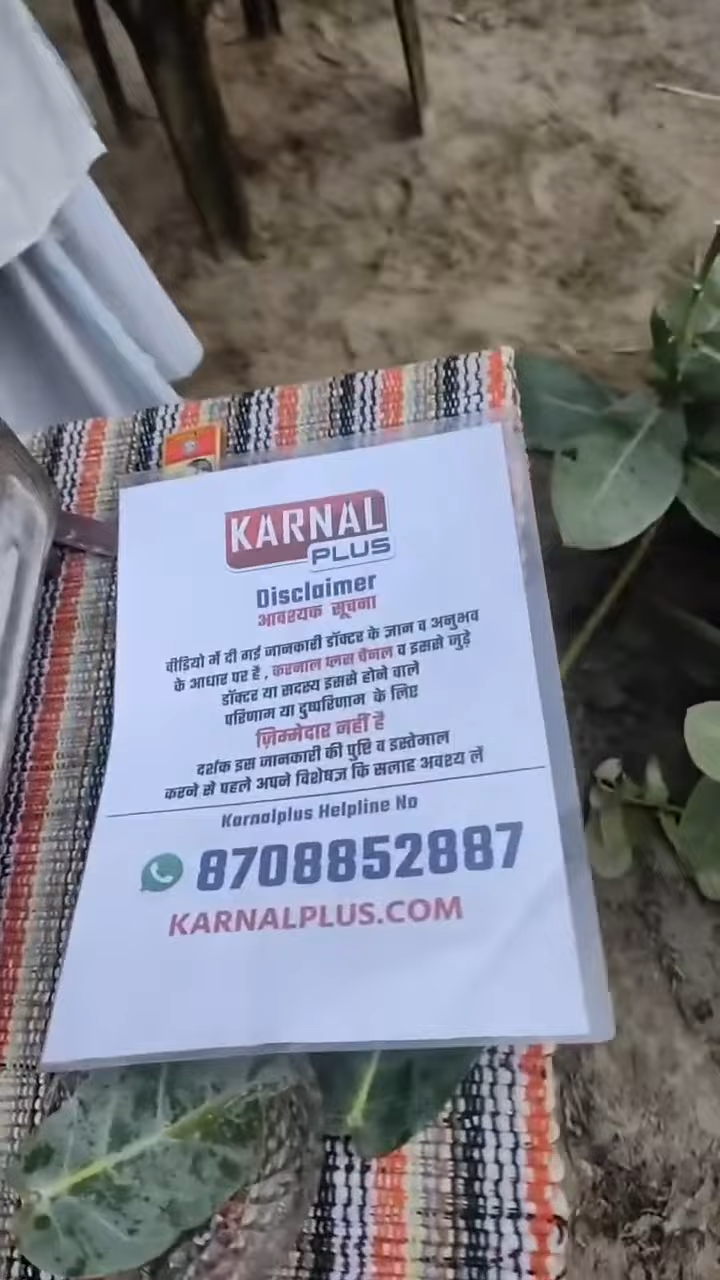 KARNAL
PLUS
Disclaimer
आवश्यक सूचना
वीडियो में दी गई जानकारी डॉक्टर के ज्ञान व अनुभव
के आधार पर है , करनाल प्लस चैनल व इससे जुड़े
डॉक्टर या सदस्य इससे होने वाले
परिणाम या दुष्परिणाम के लिए
ज़िम्मेदार नहीं है
दर्शक इस जानकारी की पुष्टि व इस्तेमाल
करने से पहले अपने विशेषज्ञ कि सलाह अवश्य लें
Karnalplus Helpline No
8708852887
KARNALPLUS.COM